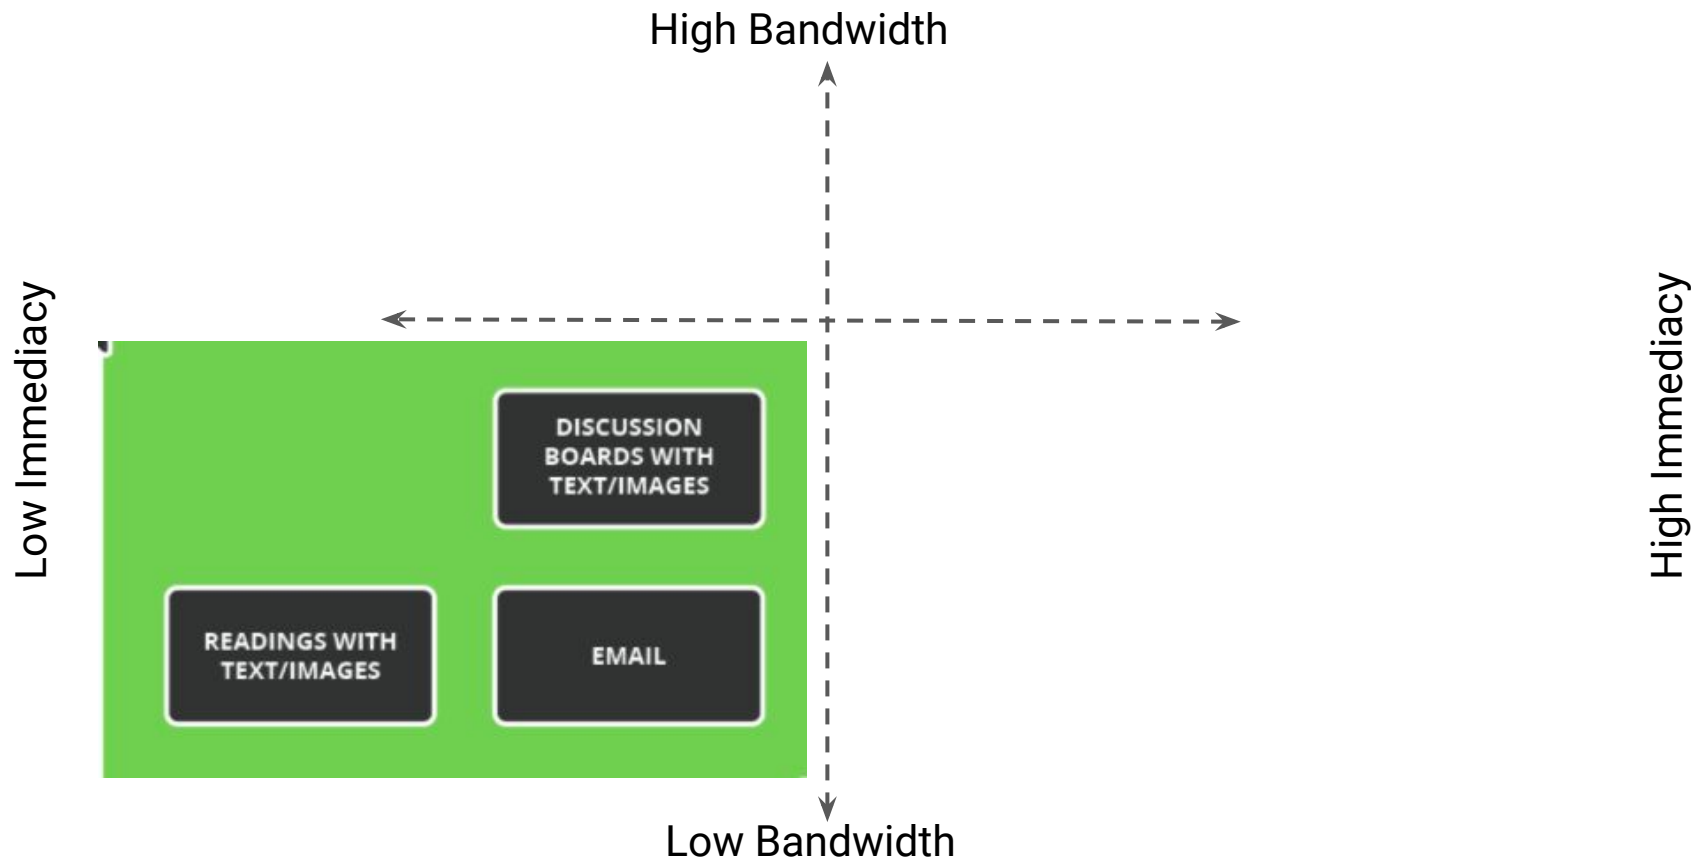 High Bandwidth
Low Immediacy
High Immediacy
DISCUSSION
BOARDS WITH
TEXT/IMAGES
READINGS WITH
TEXT/IMAGES
EMAIL
Low Bandwidth